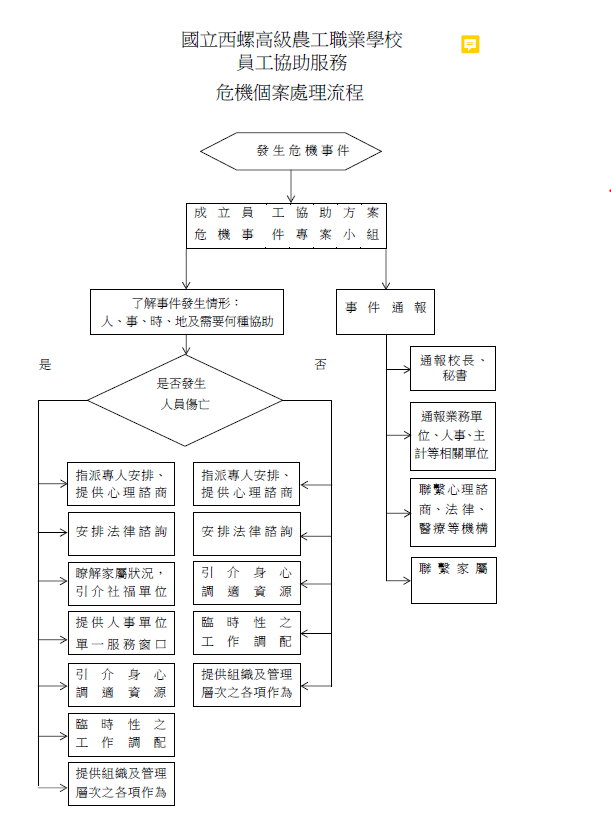 國立西螺高級農工職業學校
員工協助服務
危機個案處理流程
發生危機事件
成立員工協助方案
危機事件專案小組
了解事件發生情形：
人、事、時、地及需要何種協助
事件通報
是
否
是否發生
人員傷亡
通報校長、
秘書
通報業務單
位、人事、主
計等相關單位
聯繫心理諮
商、法律、
醫療等機構
聯繫家屬
指派專人安排、
提供心理諮商
安排法律諮詢
瞭解家屬狀況，
引介社福單位
提供人事單位
單一服務窗口
引介身心
調適資源
臨時性之
工作調配
提供組織及管理
層次之各項作為
指派專人安排、
提供心理諮商
安排法律諮詢
引介身心
調適資源
臨時性之
工作調配
提供組織及管理
層次之各項作為